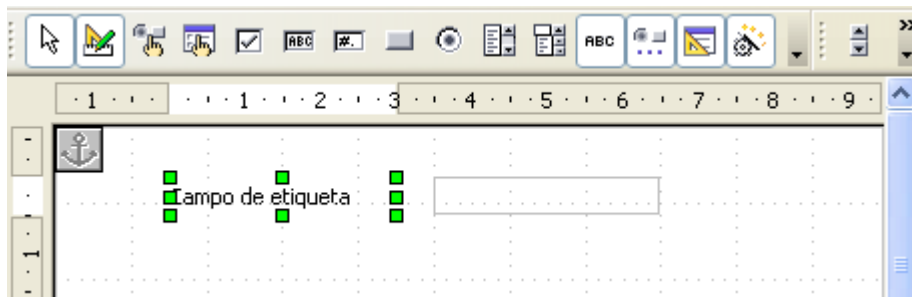 ABC #. ABC
· 1 · · · · · · 1 · · · 2 · · · 3 · · · 4 · · · 5 · · · 6 · · · 7 · · · 8 · · · 9 ·
Campo de etiqueta
1